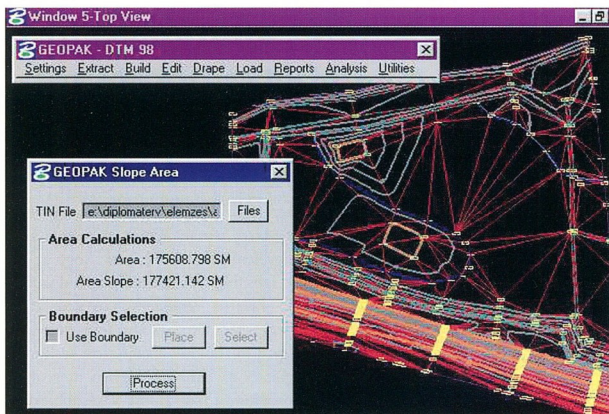 Window 5-Top View
GEOPAK - DTM 98
Settings Extract Build Edit Drape Load Reports Analysis Utilities
GEOPAK Slope Area
TIN File e:\diplomaterv\elemzes\a Files
Area Calculations
Area : 175608.798 SM
Area Slope : 177421.142 SM
Boundary Selection
Use Boundary Place Select
Process